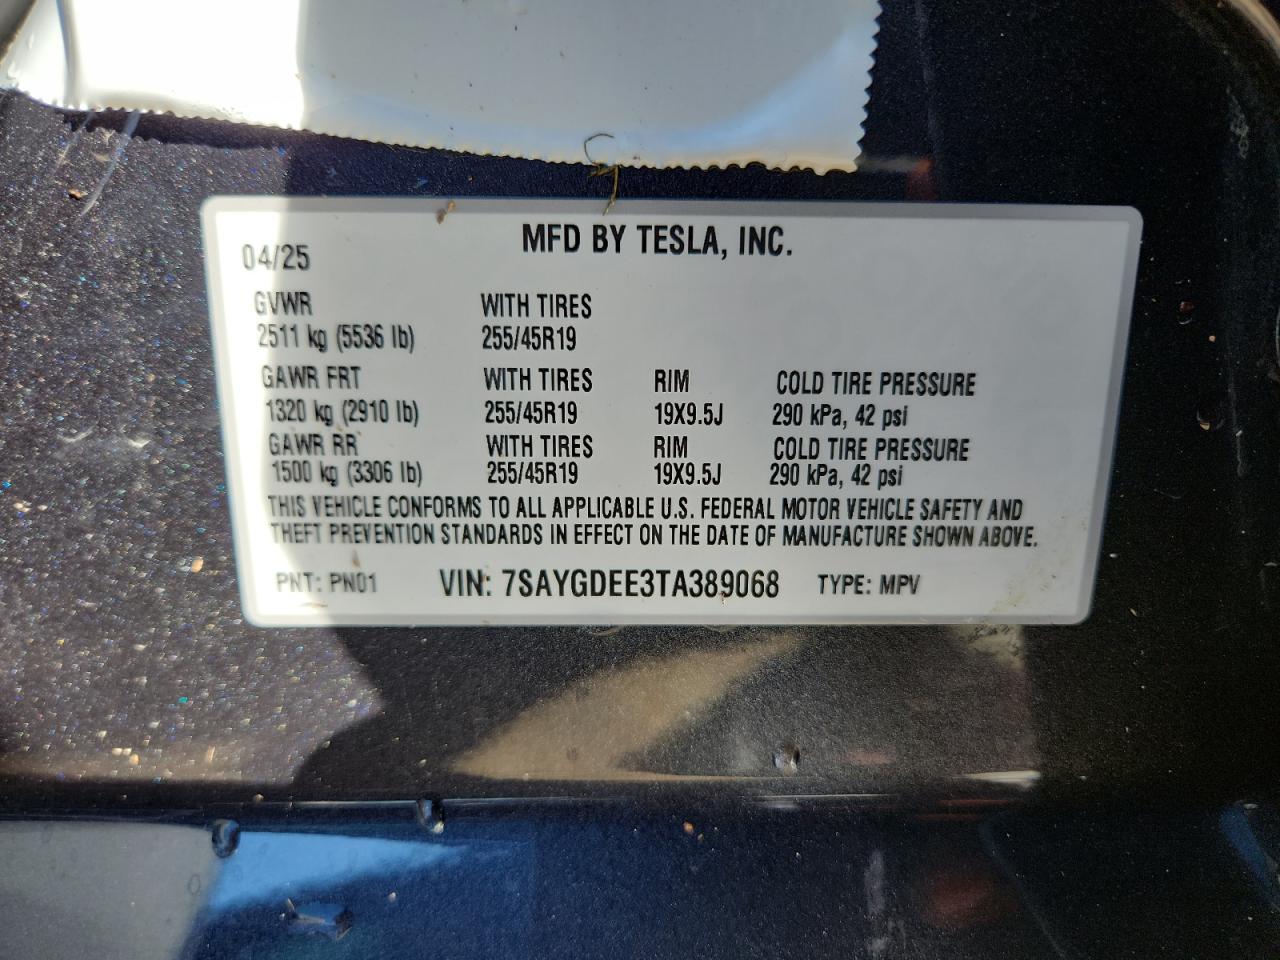 04/25 MFD BY TESLA, INC.
GVWR WITH TIRES
2511 kg (5536 lb) 255/45R19
GAWR FRT WITH TIRES RIM COLD TIRE PRESSURE
1320 kg (2910 lb) 255/45R19 19X9.5J 290 kPa, 42 psi
GAWR RR WITH TIRES RIM COLD TIRE PRESSURE
1500 kg (3306 lb) 255/45R19 19X9.5J 290 kPa, 42 psi
THIS VEHICLE CONFORMS TO ALL APPLICABLE U.S. FEDERAL MOTOR VEHICLE SAFETY AND
THEFT PREVENTION STANDARDS IN EFFECT ON THE DATE OF MANUFACTURE SHOWN ABOVE.
PNT: PN01 VIN: 7SAYGDEE3TA389068 TYPE: MPV